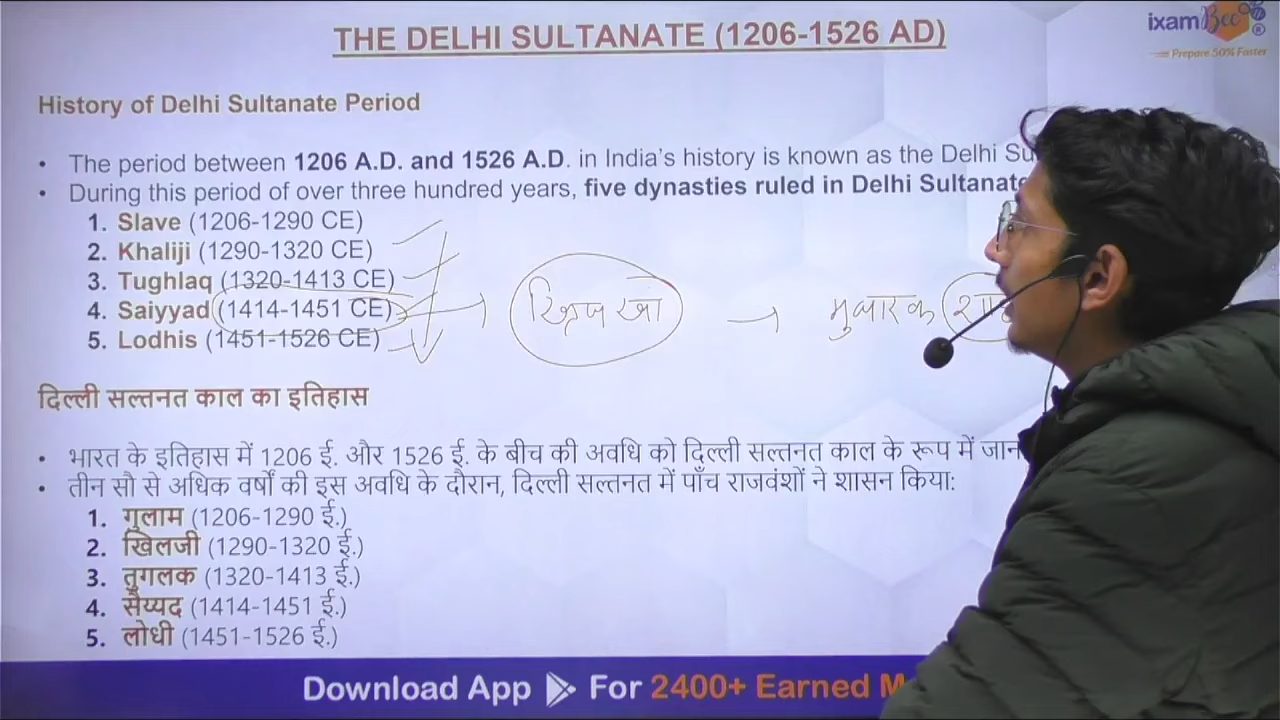 THE DELHI SULTANATE (1206-1526 AD)
ixamBee
Prepare 50% Faster
History of Delhi Sultanate Period
• The period between 1206 A.D. and 1526 A.D. in India's history is known as the Delhi Su
• During this period of over three hundred years, five dynasties ruled in Delhi Sultanate
1. Slave (1206-1290 CE)
2. Khaliji (1290-1320 CE)
3. Tughlaq (1320-1413 CE)
4. Saiyyad (1414-1451 CE) → खिज्र खाँ → मुबारक शा
5. Lodhis (1451-1526 CE)
दिल्ली सल्तनत काल का इतिहास
• भारत के इतिहास में 1206 ई. और 1526 ई. के बीच की अवधि को दिल्ली सल्तनत काल के रूप में जान
• तीन सौ से अधिक वर्षों की इस अवधि के दौरान, दिल्ली सल्तनत में पाँच राजवंशों ने शासन किया:
1. गुलाम (1206-1290 ई.)
2. खिलजी (1290-1320 ई.)
3. तुगलक (1320-1413 ई.)
4. सैय्यद (1414-1451 ई.)
5. लोधी (1451-1526 ई.)
Download App For 2400+ Earned M